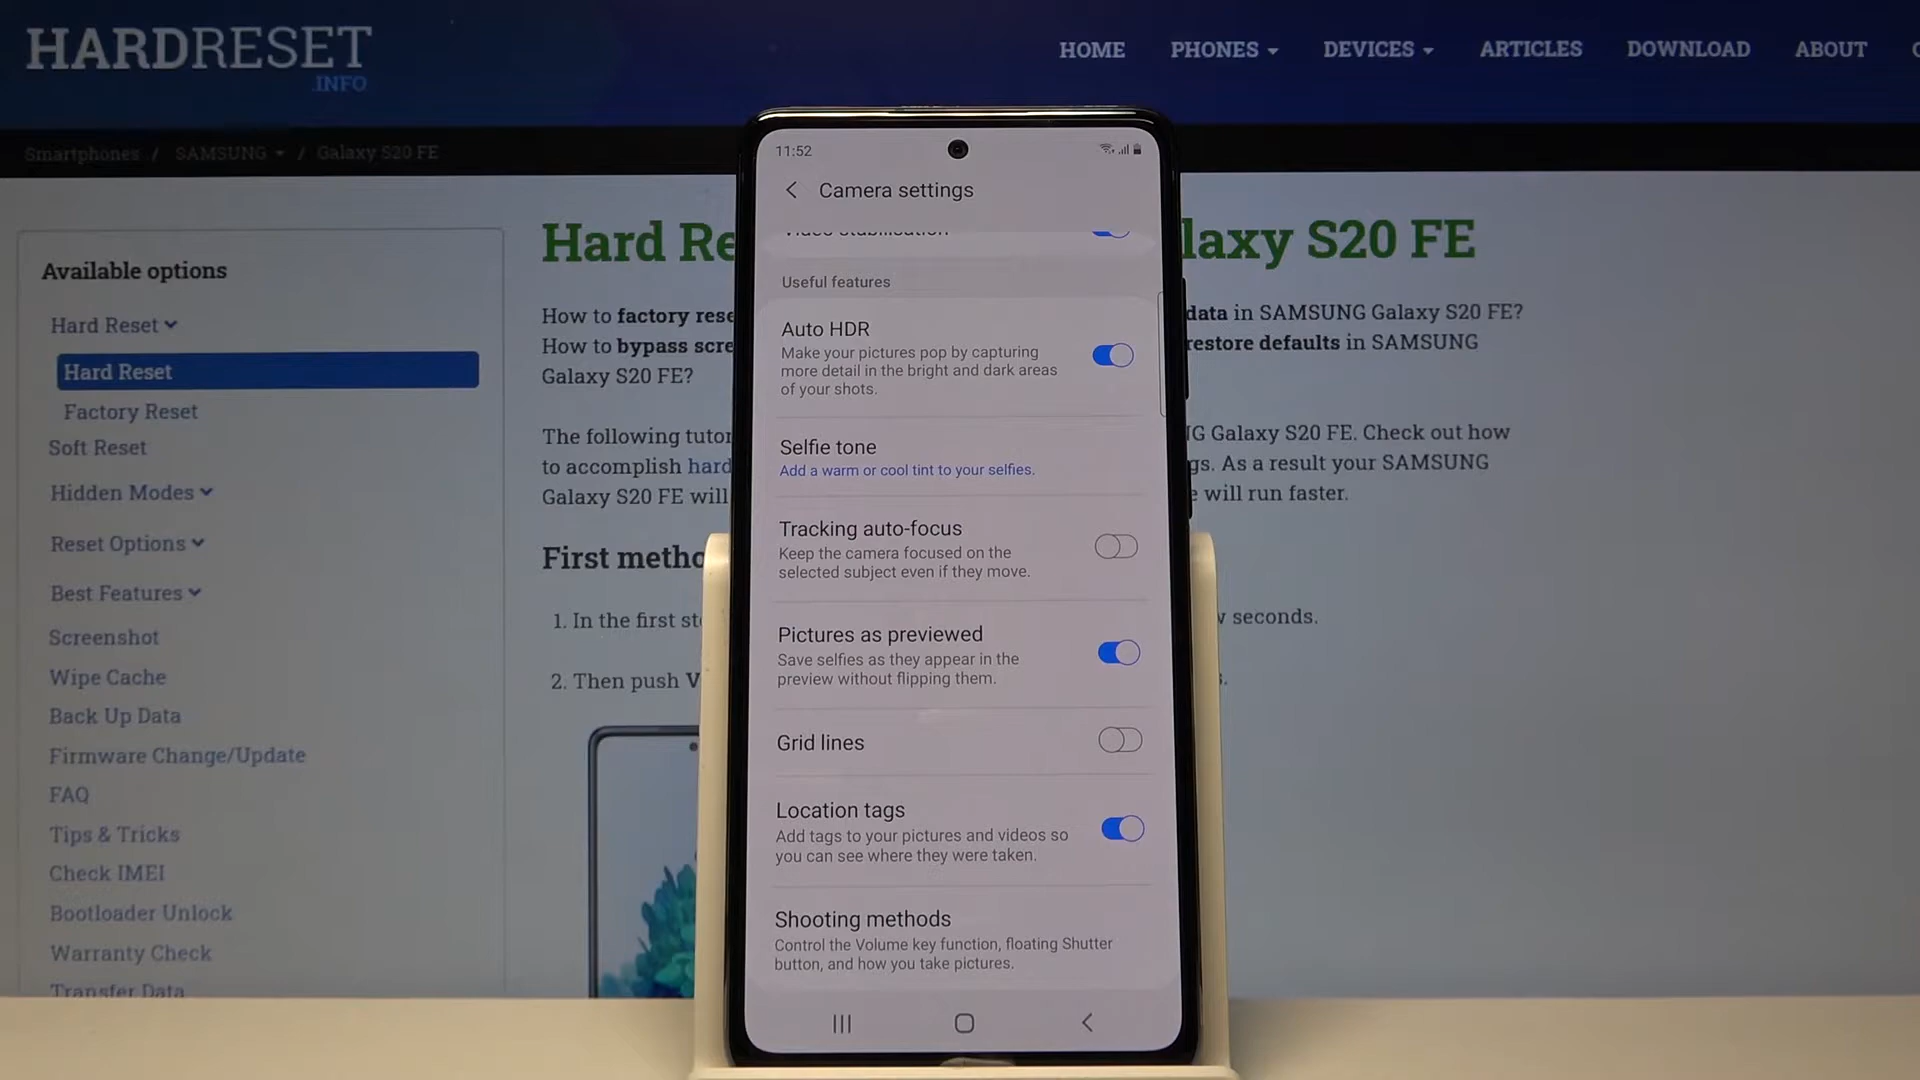 HARDRESET
.INFO
HOME PHONES DEVICES ARTICLES DOWNLOAD ABOUT
Smartphones / SAMSUNG / Galaxy S20 FE
Available options
Hard Reset
Hard Reset
Factory Reset
Soft Reset
Hidden Modes
Reset Options
Best Features
Screenshot
Wipe Cache
Back Up Data
Firmware Change/Update
FAQ
Tips & Tricks
Check IMEI
Bootloader Unlock
Warranty Check
Transfer Data
Hard Re
laxy S20 FE
How to factory rese
data in SAMSUNG Galaxy S20 FE?
How to bypass scre
restore defaults in SAMSUNG
Galaxy S20 FE?
The following tutor
G Galaxy S20 FE. Check out how
to accomplish hard
gs. As a result your SAMSUNG
Galaxy S20 FE will
e will run faster.
First metho
1. In the first st
w seconds.
2. Then push V
s.
11:52
Camera settings
Video stabilisation
Useful features
Auto HDR
Make your pictures pop by capturing
more detail in the bright and dark areas
of your shots.
Selfie tone
Add a warm or cool tint to your selfies.
Tracking auto-focus
Keep the camera focused on the
selected subject even if they move.
Pictures as previewed
Save selfies as they appear in the
preview without flipping them.
Grid lines
Location tags
Add tags to your pictures and videos so
you can see where they were taken.
Shooting methods
Control the Volume key function, floating Shutter
button, and how you take pictures.